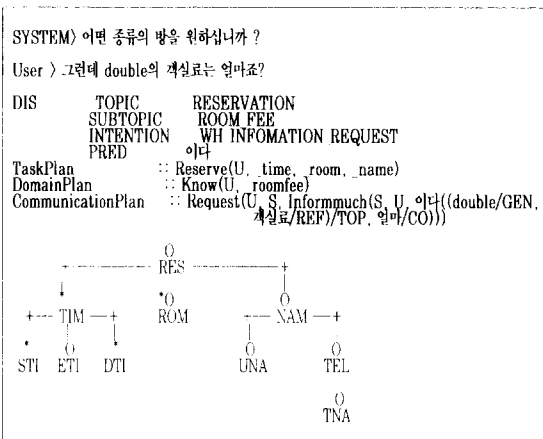 SYSTEM> 어떤 종류의 방을 원하십니까 ?
User > 그런데 double의 객실료는 얼마죠?
DIS TOPIC RESERVATION
SUBTOPIC ROOM FEE
INTENTION WH INFOMATION REQUEST
PRED 이다
TaskPlan :: Reserve(U, _time, _room, _name)
DomainPlan :: Know(U, _roomfee)
CommunicationPlan :: Request(U, S, Informmuch(S, U, 이다((double/GEN,
객실료/REF)/TOP, 얼마/CO)))
()
+--- RES ---+
* *() ()
+--- TIM ---+ ROM +--- NAM ---+
* () * () ()
STI ETI DTI UNA TEL
()
TNA